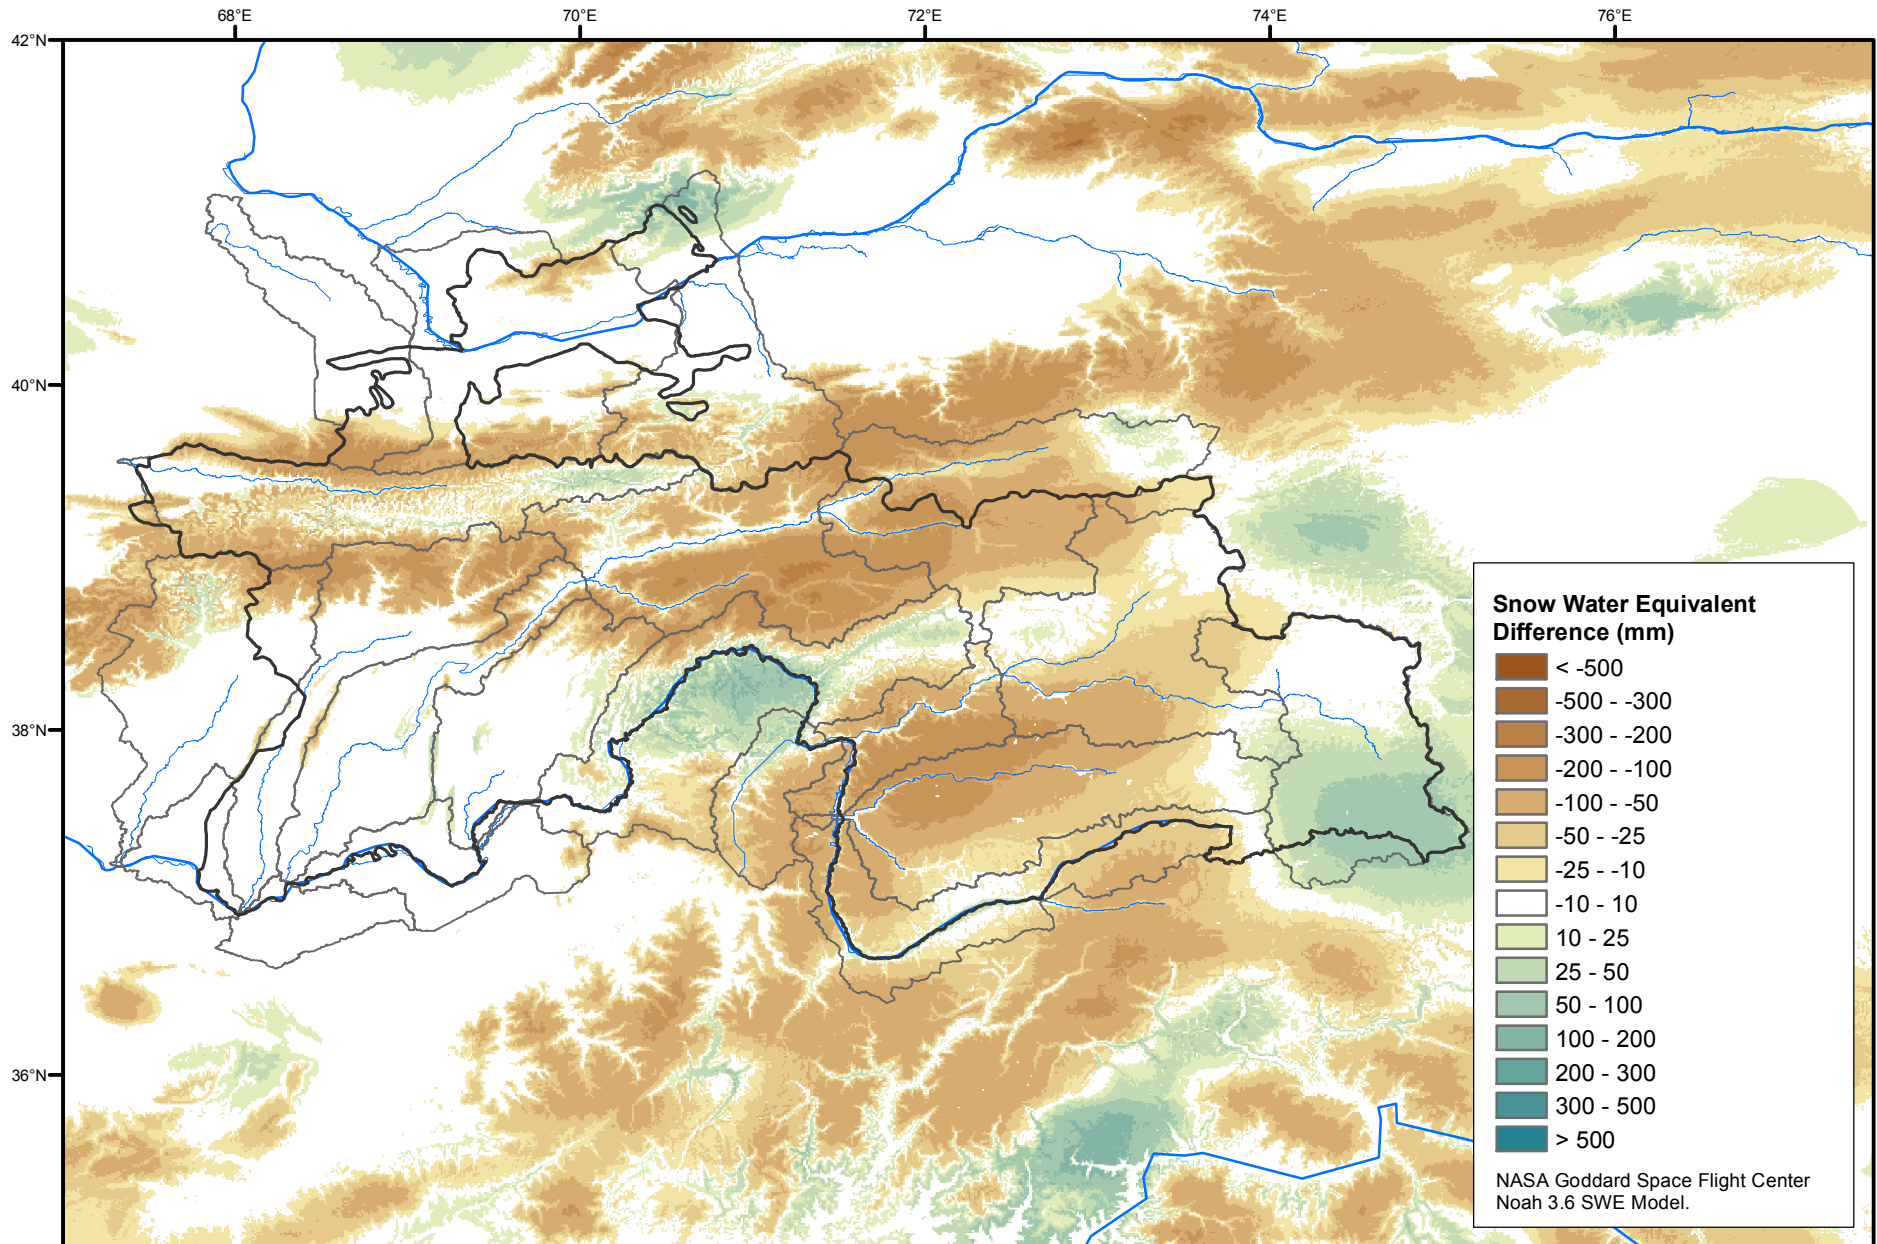 68°E
70°E
72°E
74°E
76°E
42°N
40°N
38°N
36°N
Snow Water Equivalent
Difference (mm)
< -500
-500 - -300
-300 - -200
-200 - -100
-100 - -50
-50 - -25
-25 - -10
-10 - 10
10 - 25
25 - 50
50 - 100
100 - 200
200 - 300
300 - 500
> 500
NASA Goddard Space Flight Center
Noah 3.6 SWE Model.